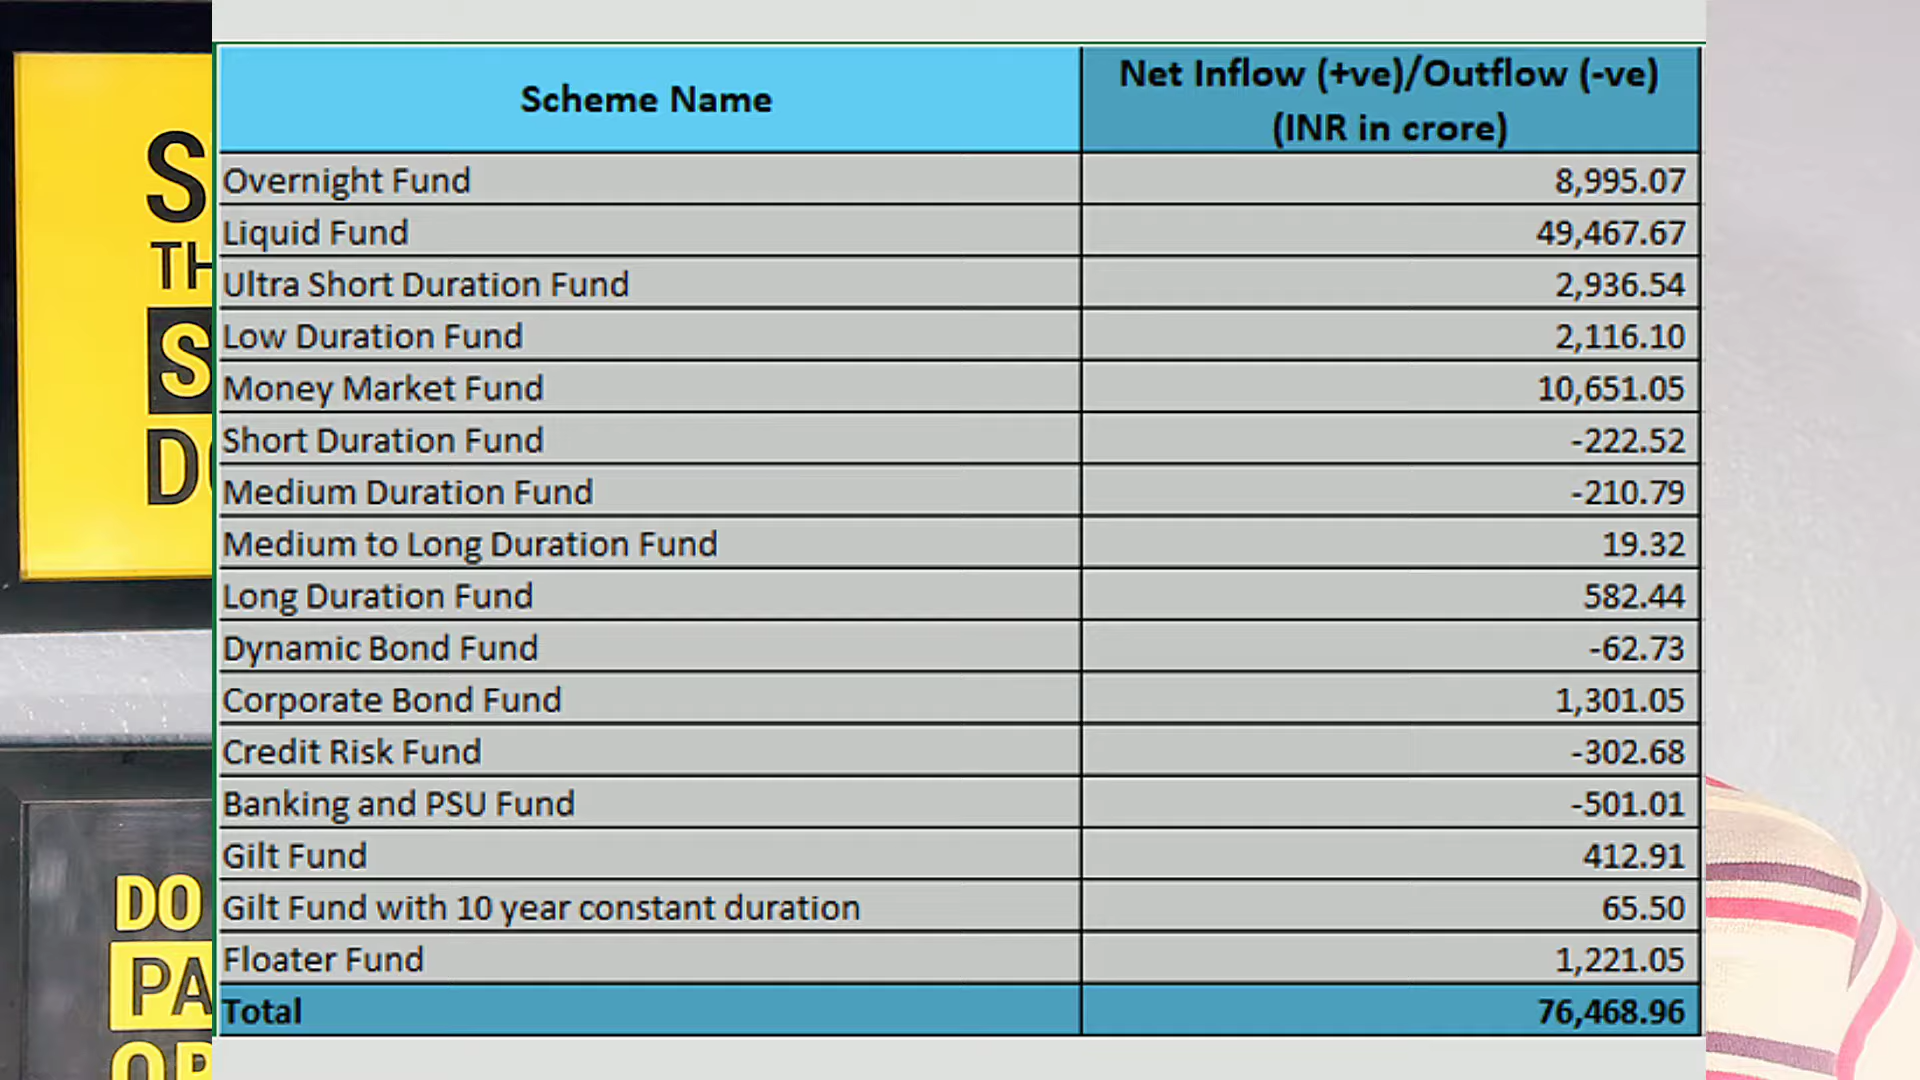 Scheme Name
Net Inflow (+ve)/Outflow (-ve)
(INR in crore)
Overnight Fund 8,995.07
Liquid Fund 49,467.67
Ultra Short Duration Fund 2,936.54
Low Duration Fund 2,116.10
Money Market Fund 10,651.05
Short Duration Fund -222.52
Medium Duration Fund -210.79
Medium to Long Duration Fund 19.32
Long Duration Fund 582.44
Dynamic Bond Fund -62.73
Corporate Bond Fund 1,301.05
Credit Risk Fund -302.68
Banking and PSU Fund -501.01
Gilt Fund 412.91
Gilt Fund with 10 year constant duration 65.50
Floater Fund 1,221.05
Total 76,468.96
DO